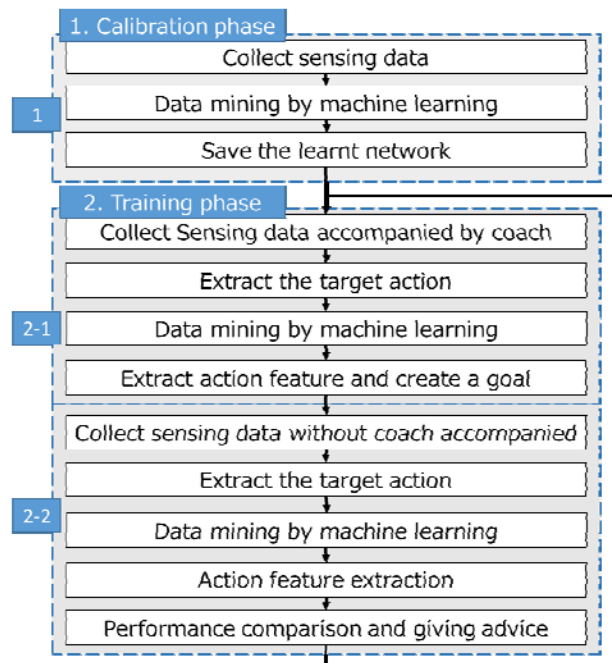 1. Calibration phase
Collect sensing data
1
Data mining by machine learning
Save the learnt network
2. Training phase
Collect Sensing data accompanied by coach
Extract the target action
2-1
Data mining by machine learning
Extract action feature and create a goal
Collect sensing data without coach accompanied
Extract the target action
2-2
Data mining by machine learning
Action feature extraction
Performance comparison and giving advice